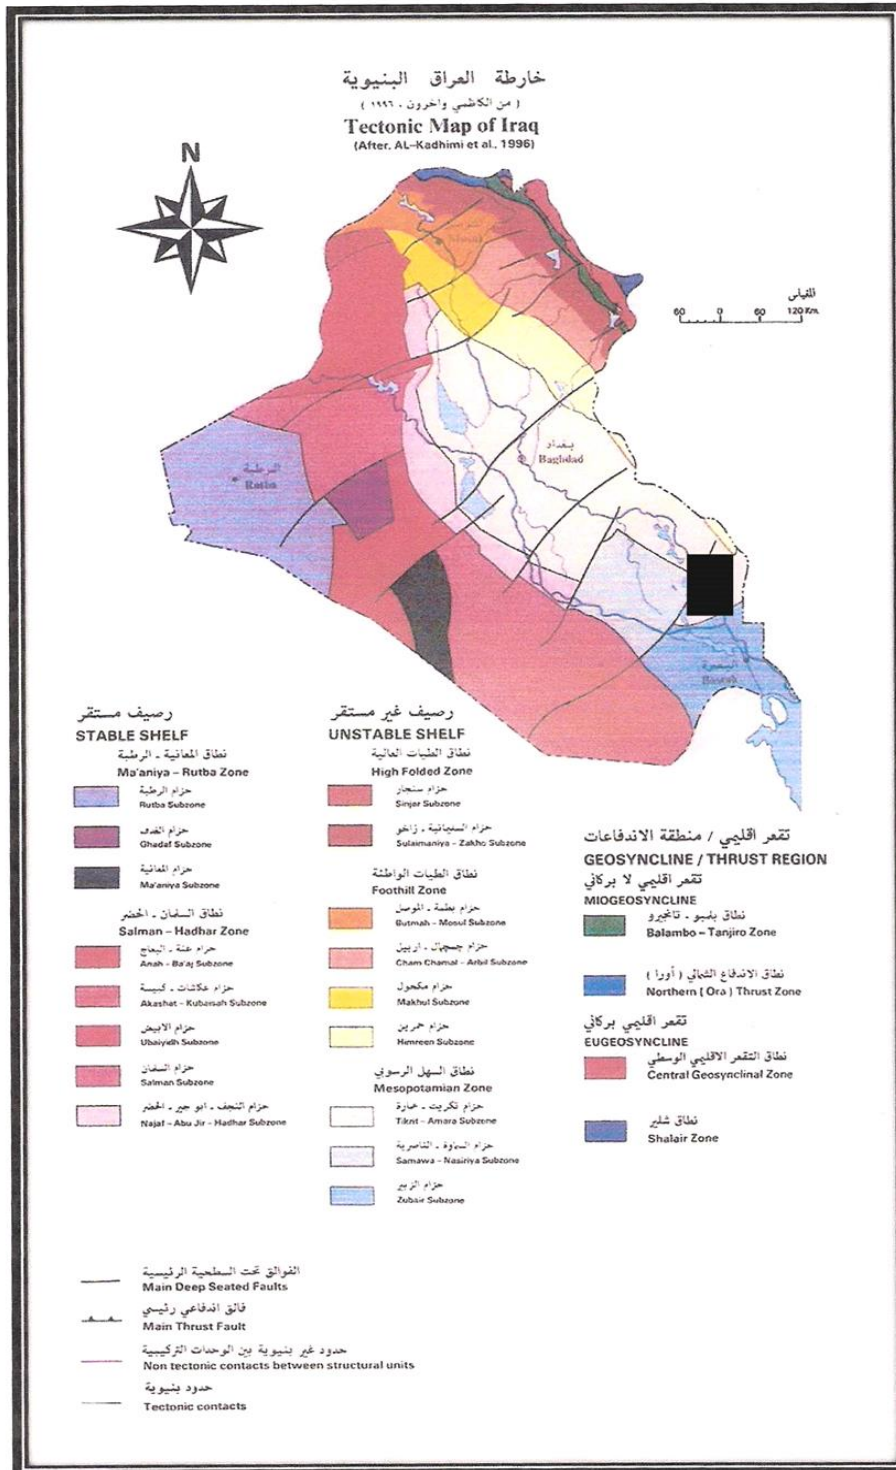 خارطة العراق البنيوية
( من الكاظمي واخرون ، ١٩٩٦ )
Tectonic Map of Iraq
(After. AL-Kadhimi et al., 1996)
N
المقياس
60 0 60 120 Km.
بغداد
Baghdad
الرطبة
Rutba
البصرة
Basrah
رصيف مستقر
STABLE SHELF
نطاق المعانية - الرطبة
Ma'aniya - Rutba Zone
حزام الرطبة
Rutba Subzone
حزام الغدف
Ghadaf Subzone
حزام المعانية
Ma'aniya Subzone
نطاق السلمان - الحضر
Salman - Hadhar Zone
حزام عنة - البعاج
Anah - Ba'aj Subzone
حزام عكاشات - كبيسة
Akashat - Kubaisah Subzone
حزام الابيض
Ubaiyidh Subzone
حزام السلمان
Salman Subzone
حزام النجف - ابو جير - الحضر
Najaf - Abu Jir - Hadhar Subzone
رصيف غير مستقر
UNSTABLE SHELF
نطاق الطيات العالية
High Folded Zone
حزام سنجار
Sinjar Subzone
حزام السليمانية - زاخو
Sulaimaniya - Zakho Subzone
نطاق الطيات الواطئة
Foothill Zone
حزام بطمة - الموصل
Butmah - Mosul Subzone
حزام جمجمال - اربيل
Cham Chamal - Arbil Subzone
حزام مكحول
Makhul Subzone
حزام حمرين
Himreen Subzone
نطاق السهل الرسوبي
Mesopotamian Zone
حزام تكريت - عمارة
Tikrit - Amara Subzone
حزام السماوة - الناصرية
Samawa - Nasiriya Subzone
حزام الزبير
Zubair Subzone
تقعر اقليمي / منطقة الاندفاعات
GEOSYNCLINE / THRUST REGION
تقعر اقليمي لا بركاني
MIOGEOSYNCLINE
نطاق بلمبو - تانجيرو
Balambo - Tanjiro Zone
نطاق الاندفاع الشمالي ( أورا )
Northern ( Ora ) Thrust Zone
تقعر اقليمي بركاني
EUGEOSYNCLINE
نطاق التقعر الاقليمي الوسطي
Central Geosynclinal Zone
نطاق شلير
Shalair Zone
الفوالق تحت السطحية الرئيسية
Main Deep Seated Faults
فالق اندفاعي رئيسي
Main Thrust Fault
حدود غير بنيوية بين الوحدات التركيبية
Non tectonic contacts between structural units
حدود بنيوية
Tectonic contacts